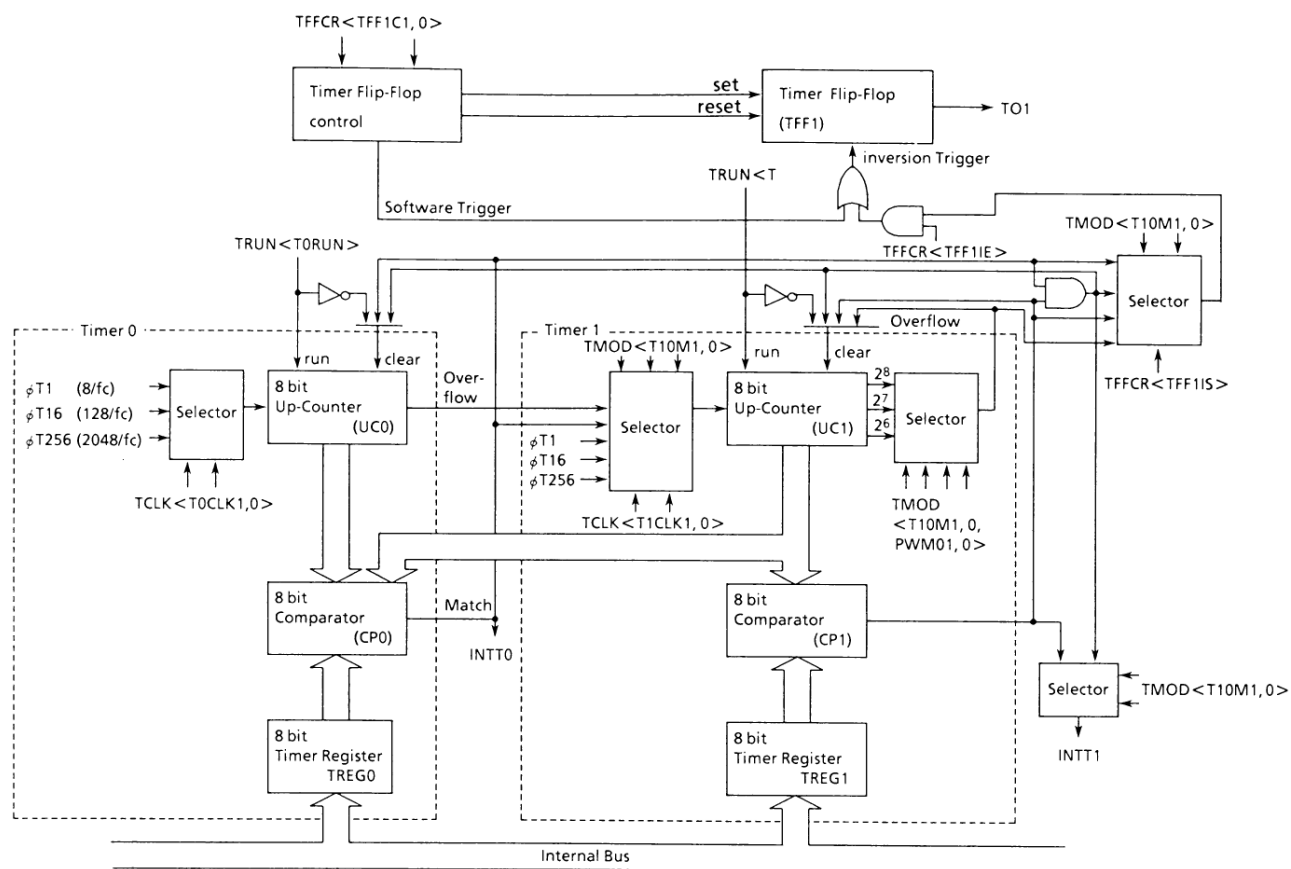 TFFCR<TFF1C1, 0>
Timer Flip-Flop
control
set
reset
Timer Flip-Flop
(TFF1)
TO1
inversion Trigger
TRUN<T
Software Trigger
TFFCR<TFF1IE>
TMOD<T10M1, 0>
TRUN<T0RUN>
Selector
Overflow
TFFCR<TFF1IS>
Timer 0
run
clear
ϕT1 (8/fc)
ϕT16 (128/fc)
ϕT256 (2048/fc)
Selector
TCLK<T0CLK1,0>
8 bit
Up-Counter
(UC0)
Over-
flow
Timer 1
TMOD<T10M1, 0>
run
clear
Selector
ϕT1
ϕT16
ϕT256
TCLK<T1CLK1, 0>
8 bit
Up-Counter
(UC1)
2⁸
2⁷
2⁶
Selector
TMOD
<T10M1, 0,
PWM01, 0>
8 bit
Comparator
(CP0)
Match
INTT0
8 bit
Comparator
(CP1)
Selector
TMOD<T10M1, 0>
INTT1
8 bit
Timer Register
TREG0
8 bit
Timer Register
TREG1
Internal Bus